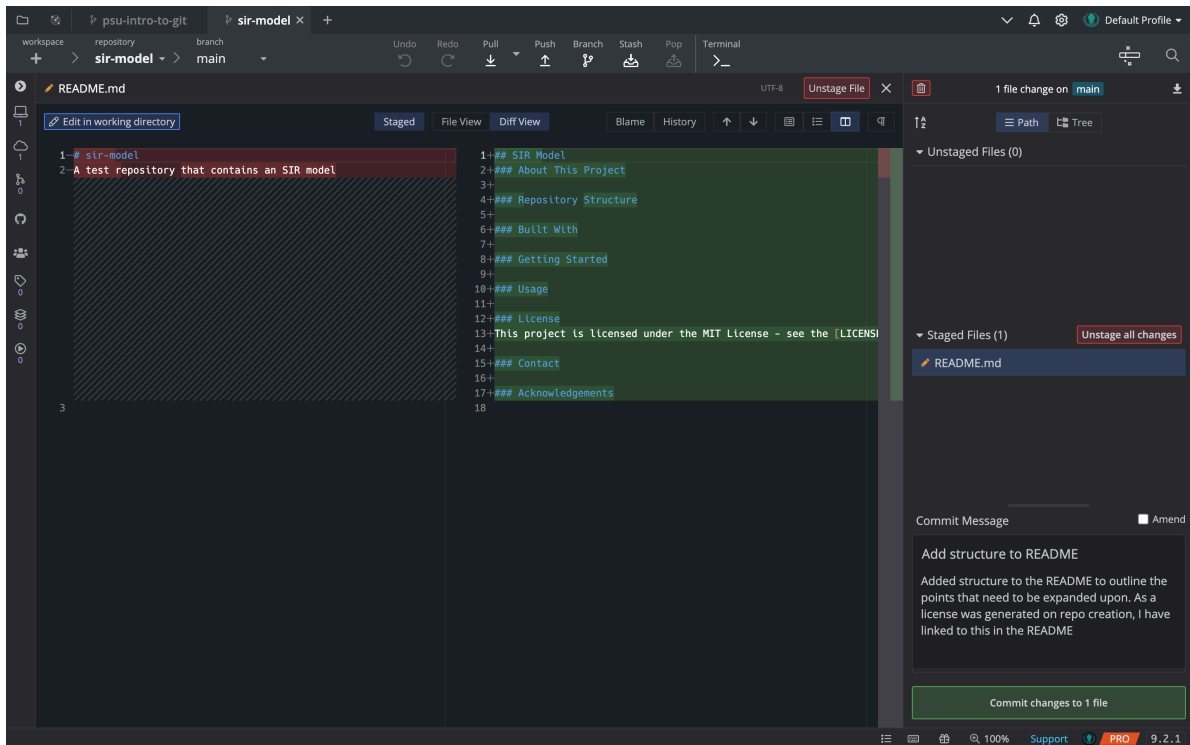 psu-intro-to-git
sir-model
Default Profile
workspace
repository
sir-model
branch
main
Undo
Redo
Pull
Push
Branch
Stash
Pop
Terminal
README.md
UTF-8
Unstage File
1 file change on main
Edit in working directory
Staged
File View
Diff View
Blame
History
Path
Tree
1
1
0
0
0
0
1 # sir-model
2 A test repository that contains an SIR model
3
1 ## SIR Model
2 ### About This Project
3
4 ### Repository Structure
5
6 ### Built With
7
8 ### Getting Started
9
10 ### Usage
11
12 ### License
13 This project is licensed under the MIT License - see the [LICENS
14
15 ### Contact
16
17 ### Acknowledgements
18
Unstaged Files (0)
Staged Files (1)
Unstage all changes
README.md
Commit Message
Amend
Add structure to README
Added structure to the README to outline the
points that need to be expanded upon. As a
license was generated on repo creation, I have
linked to this in the README
Commit changes to 1 file
100%
Support
PRO
9.2.1